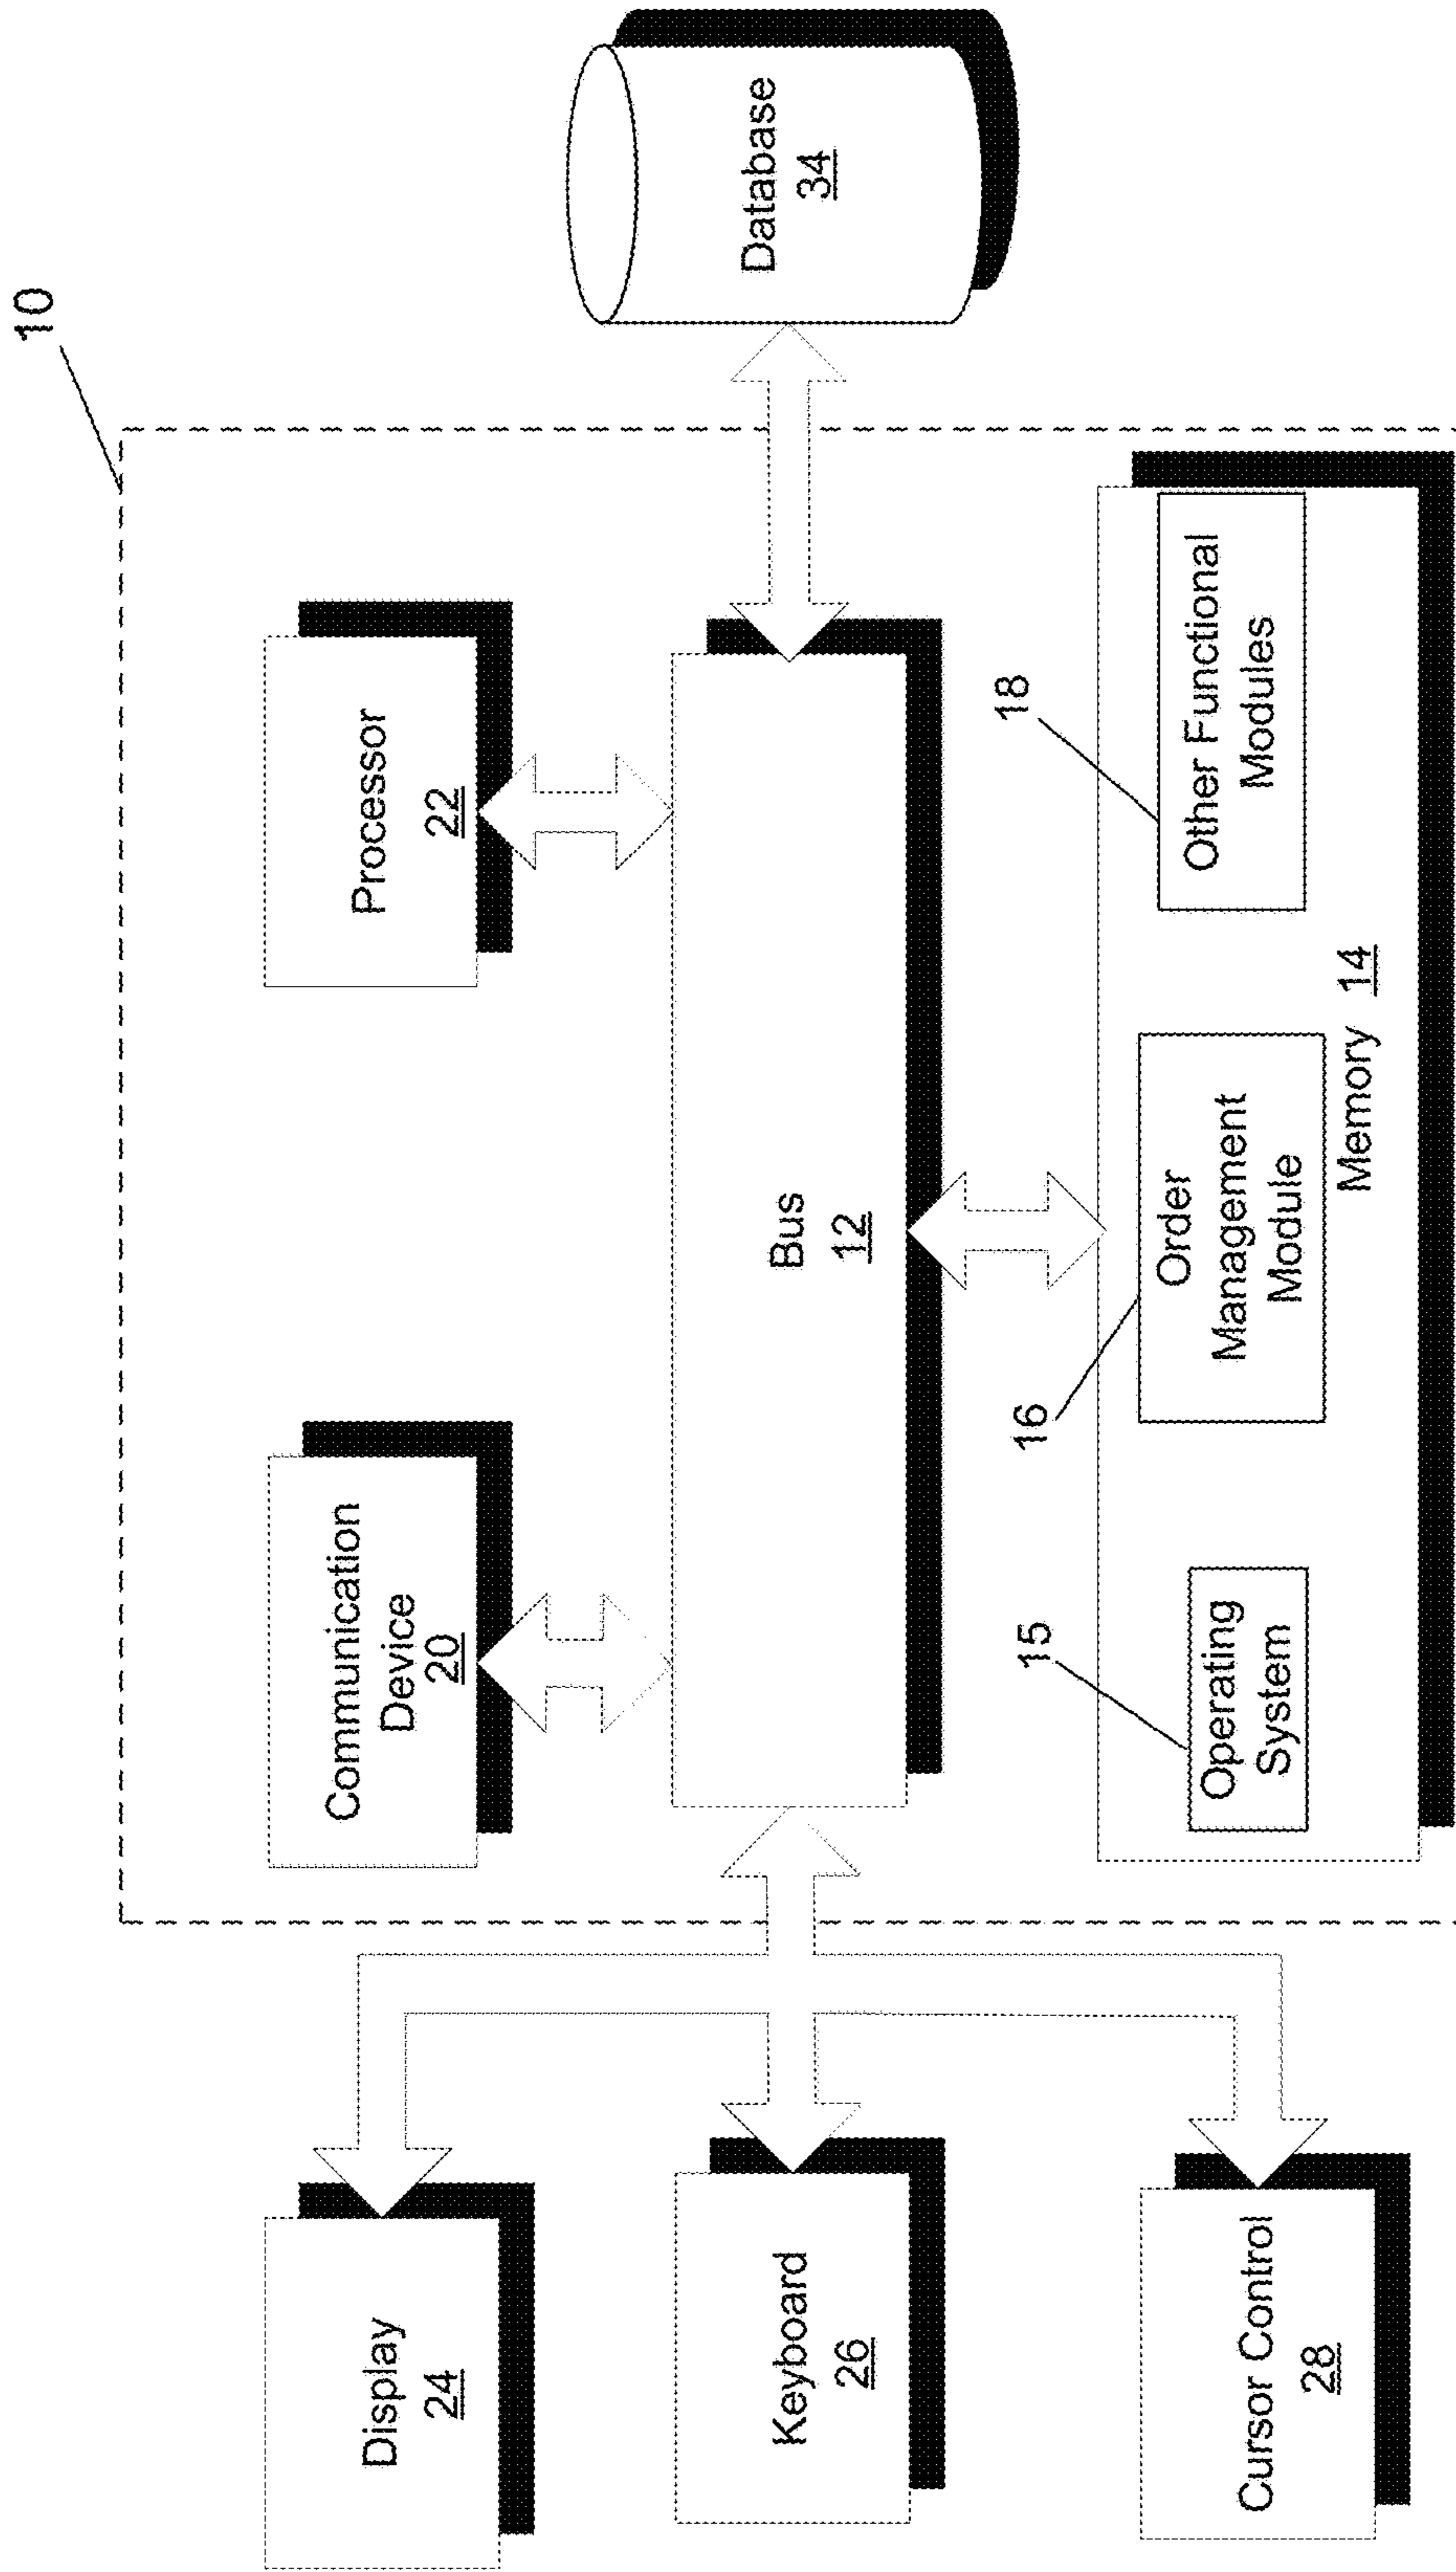 10
Communication
Device
20
Processor
22
Display
24
Keyboard
26
Cursor Control
28
Bus
12
Database
34
15
16
18
Operating
System
Order
Management
Module
Other Functional
Modules
Memory 14